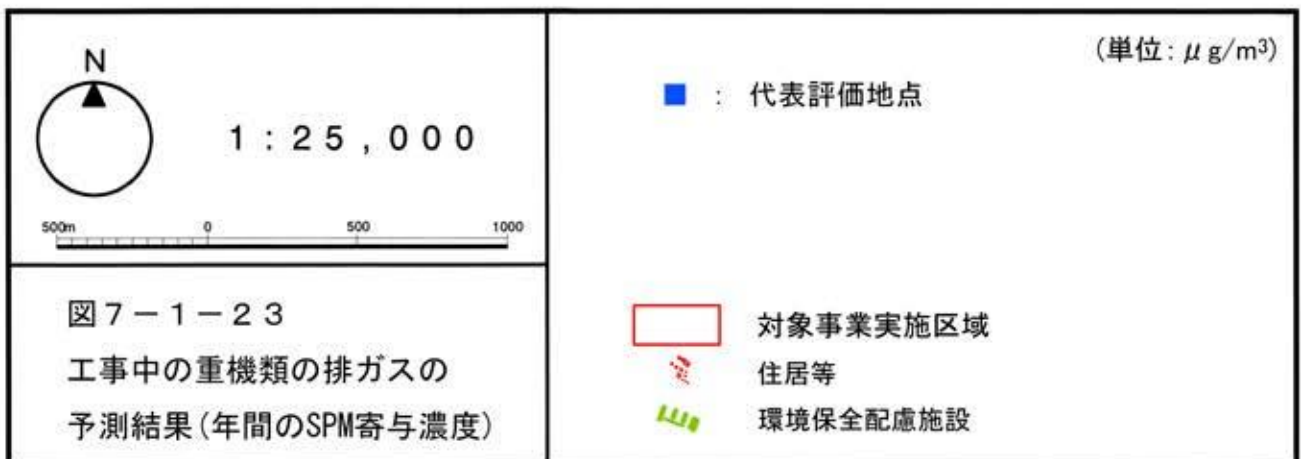 N
1:25,000
500m 0 500 1000
図7-1-23
工事中の重機類の排ガスの
予測結果(年間のSPM寄与濃度)
(単位:μg/m³)
: 代表評価地点
対象事業実施区域
住居等
環境保全配慮施設